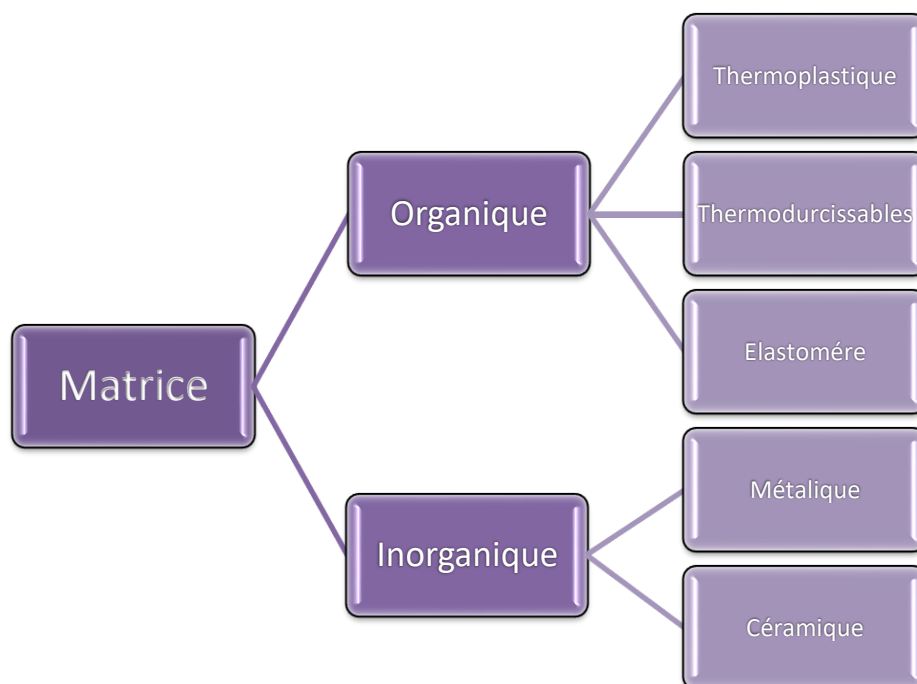 Matrice
Organique
Thermoplastique
Thermodurcissables
Elastomére
Inorganique
Métalique
Céramique